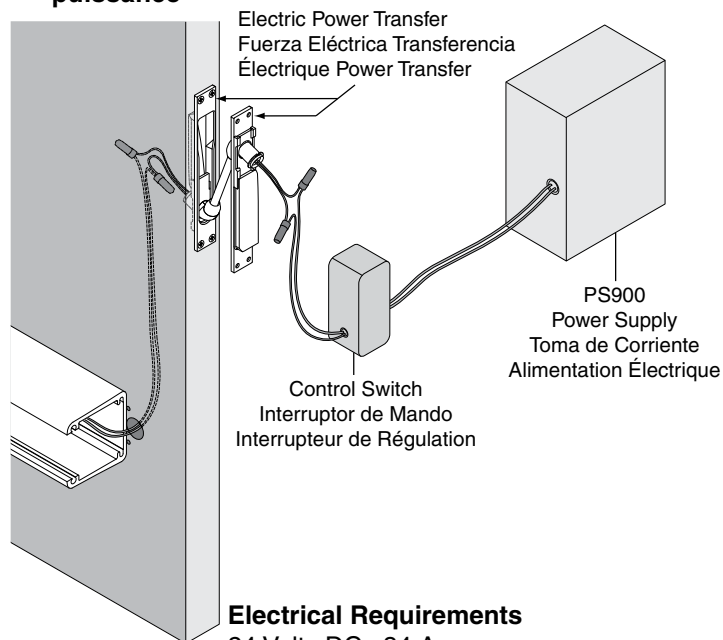 puissance
Electric Power Transfer
Fuerza Eléctrica Transferencia
Électrique Power Transfer
PS900
Power Supply
Toma de Corriente
Alimentation Électrique
Control Switch
Interruptor de Mando
Interrupteur de Régulation
Electrical Requirements